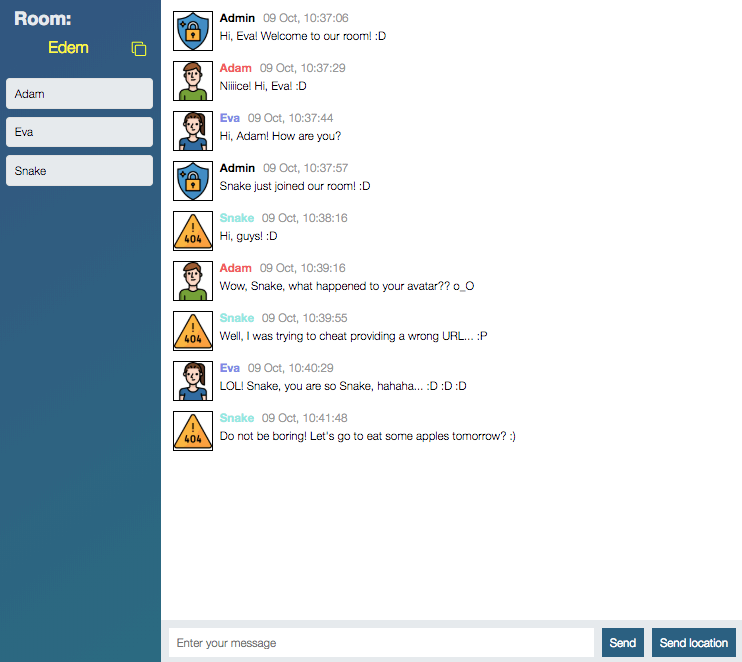 Room:
Edem
Adam
Eva
Snake
Admin 09 Oct, 10:37:06
Hi, Eva! Welcome to our room! :D
Adam 09 Oct, 10:37:29
Niiiice! Hi, Eva! :D
Eva 09 Oct, 10:37:44
Hi, Adam! How are you?
Admin 09 Oct, 10:37:57
Snake just joined our room! :D
404
Snake 09 Oct, 10:38:16
Hi, guys! :D
Adam 09 Oct, 10:39:16
Wow, Snake, what happened to your avatar?? o_O
404
Snake 09 Oct, 10:39:55
Well, I was trying to cheat providing a wrong URL... :P
Eva 09 Oct, 10:40:29
LOL! Snake, you are so Snake, hahaha... :D :D :D
404
Snake 09 Oct, 10:41:48
Do not be boring! Let's go to eat some apples tomorrow? :)
Enter your message
Send
Send location